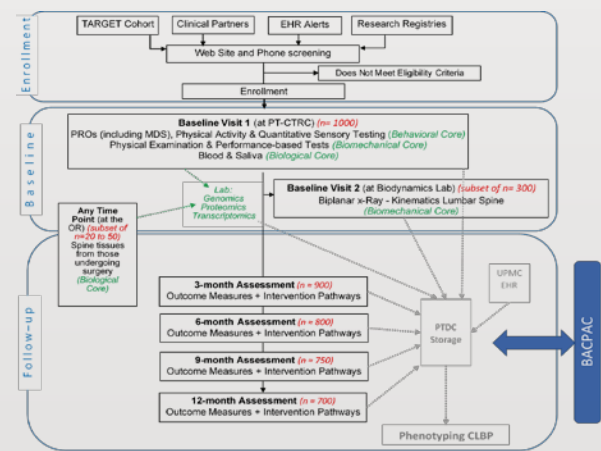 Enrollment
TARGET Cohort
Clinical Partners
EHR Alerts
Research Registries
Web Site and Phone screening
Does Not Meet Eligibility Criteria
Enrollment
Baseline
Baseline Visit 1 (at PT-CTRC) (n= 1000)
PROs (including MDS), Physical Activity & Quantitative Sensory Testing (Behavioral Core)
Physical Examination & Performance-based Tests (Biomechanical Core)
Blood & Saliva (Biological Core)
Lab:
Genomics
Proteomics
Transcriptomics
Baseline Visit 2 (at Biodynamics Lab) (subset of n= 300)
Biplanar x-Ray - Kinematics Lumbar Spine
(Biomechanical Core)
Any Time
Point (at the
OR) (subset of
n=20 to 50)
Spine tissues
from those
undergoing
surgery
(Biological
Core)
Follow-up
3-month Assessment (n = 900)
Outcome Measures + Intervention Pathways
6-month Assessment (n = 800)
Outcome Measures + Intervention Pathways
9-month Assessment (n = 750)
Outcome Measures + Intervention Pathways
12-month Assessment (n = 700)
Outcome Measures + Intervention Pathways
UPMC
EHR
PTDC
Storage
BACPAC
Phenotyping CLBP